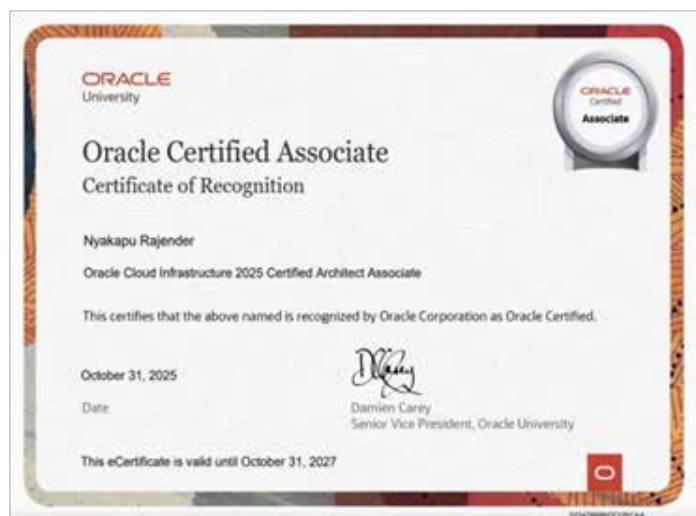 ORACLE
University
ORACLE
Certified
Associate
Oracle Certified Associate
Certificate of Recognition
Nyakapu Rajender
Oracle Cloud Infrastructure 2025 Certified Architect Associate
This certifies that the above named is recognized by Oracle Corporation as Oracle Certified.
October 31, 2025
Date
Damien Carey
Senior Vice President, Oracle University
This eCertificate is valid until October 31, 2027